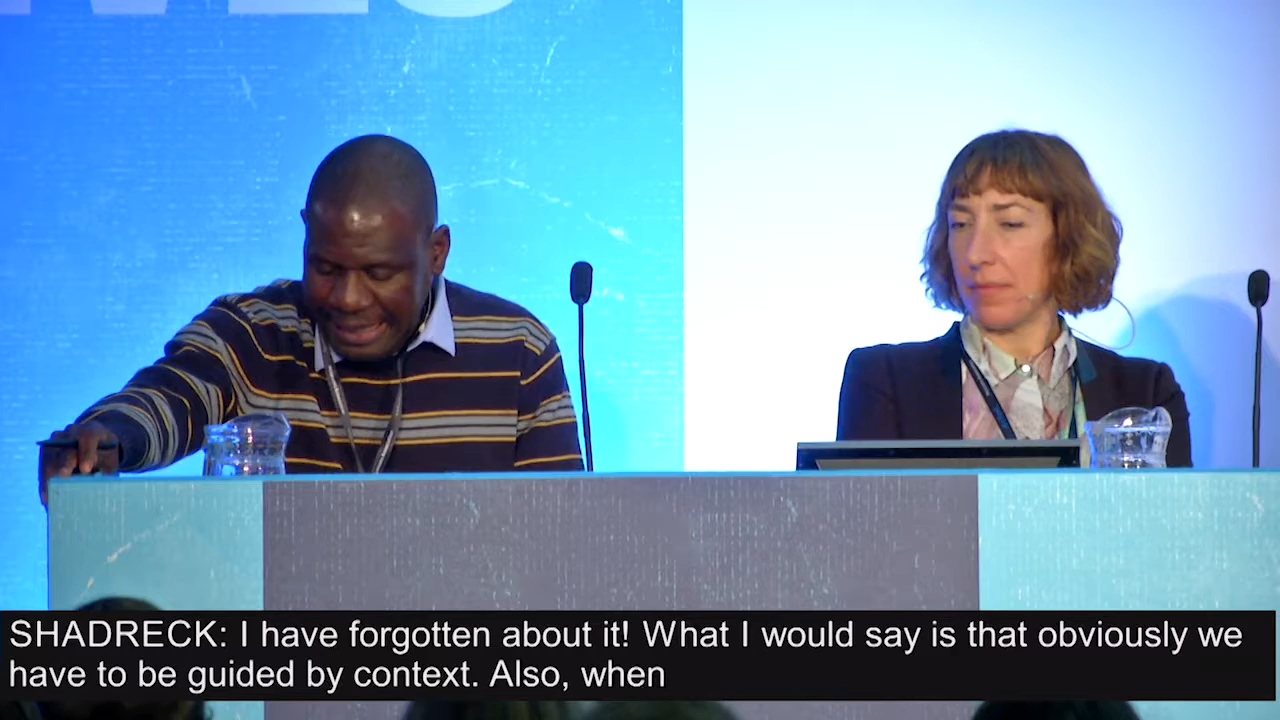 SHADRECK: I have forgotten about it! What I would say is that obviously we
have to be guided by context. Also, when